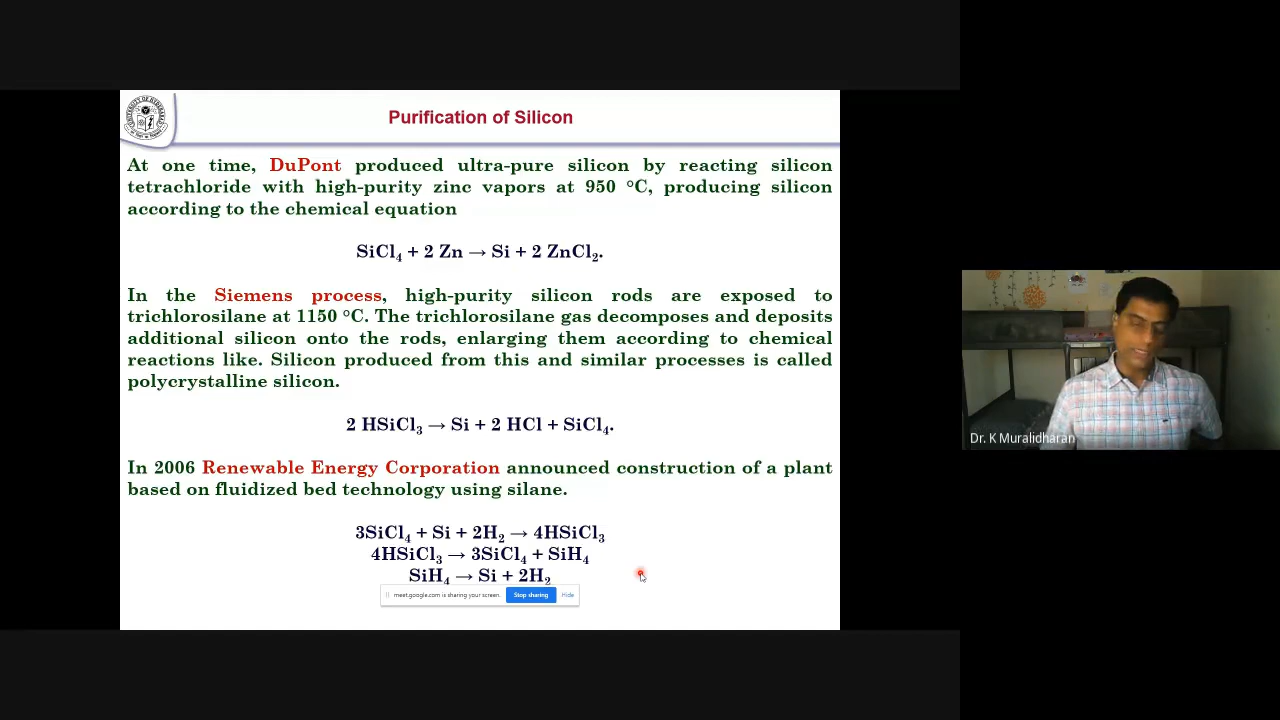 Purification of Silicon
At one time, DuPont produced ultra-pure silicon by reacting silicon
tetrachloride with high-purity zinc vapors at 950 °C, producing silicon
according to the chemical equation
SiCl₄ + 2 Zn → Si + 2 ZnCl₂.
In the Siemens process, high-purity silicon rods are exposed to
trichlorosilane at 1150 °C. The trichlorosilane gas decomposes and deposits
additional silicon onto the rods, enlarging them according to chemical
reactions like. Silicon produced from this and similar processes is called
polycrystalline silicon.
2 HSiCl₃ → Si + 2 HCl + SiCl₄.
In 2006 Renewable Energy Corporation announced construction of a plant
based on fluidized bed technology using silane.
3SiCl₄ + Si + 2H₂ → 4HSiCl₃
4HSiCl₃ → 3SiCl₄ + SiH₄
SiH₄ → Si + 2H₂
meet.google.com is sharing your screen. Stop sharing Hide
Dr. K Muralidharan